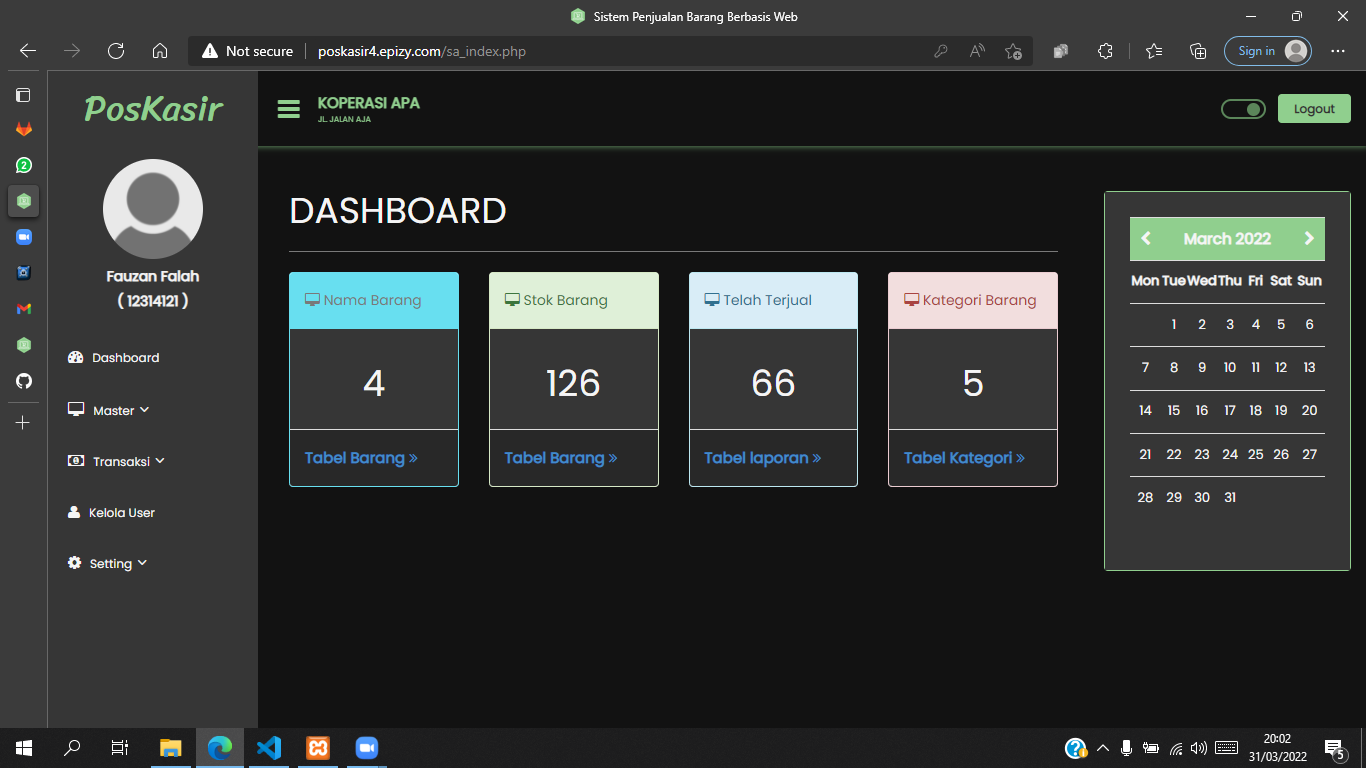 Sistem Penjualan Barang Berbasis Web
Not secure
poskasir4.epizy.com/sa_index.php
Sign in
2
PosKasir
Fauzan Falah
( 12314121 )
Dashboard
Master
Transaksi
Kelola User
Setting
KOPERASI APA
JL. JALAN AJA
Logout
DASHBOARD
Nama Barang
4
Tabel Barang »
Stok Barang
126
Tabel Barang »
Telah Terjual
66
Tabel laporan »
Kategori Barang
5
Tabel Kategori »
March 2022
Mon Tue Wed Thu Fri Sat Sun
1 2 3 4 5 6
7 8 9 10 11 12 13
14 15 16 17 18 19 20
21 22 23 24 25 26 27
28 29 30 31
20:02
31/03/2022
5